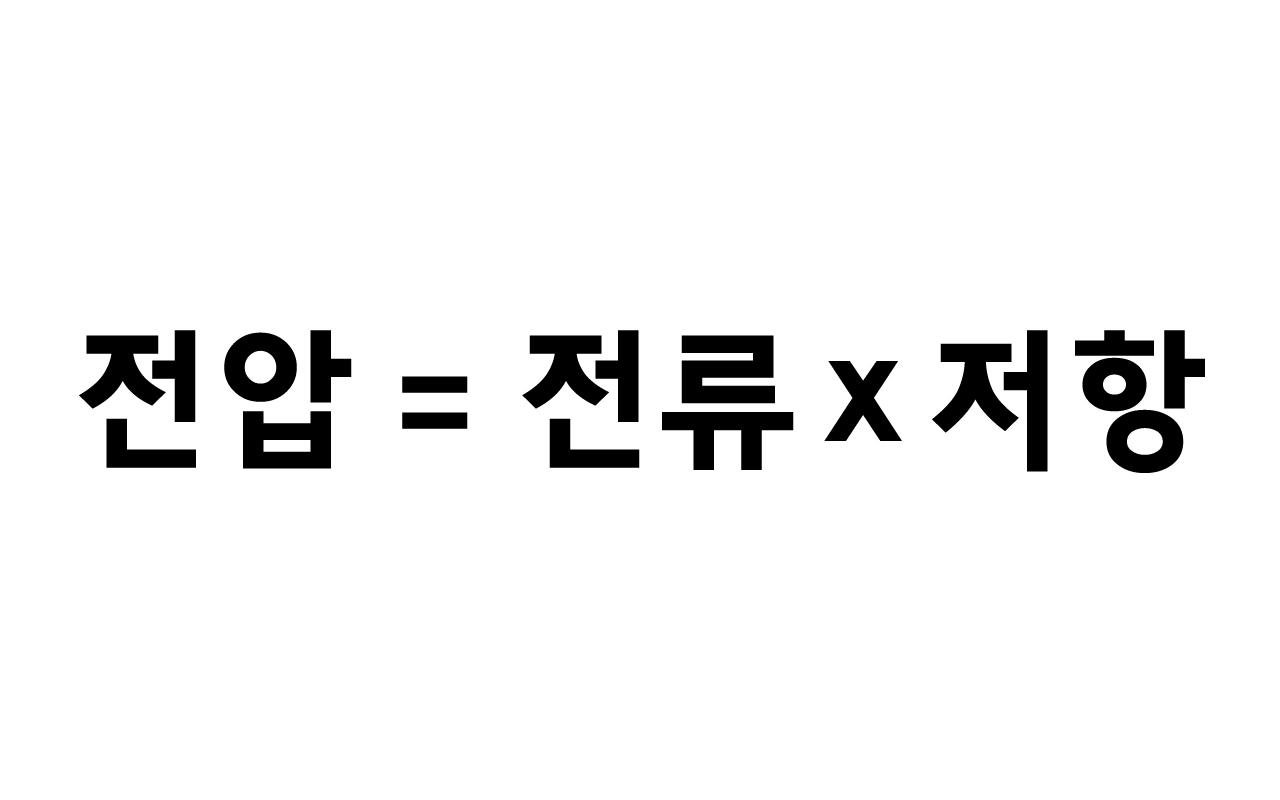 전압 = 전류 x 저항